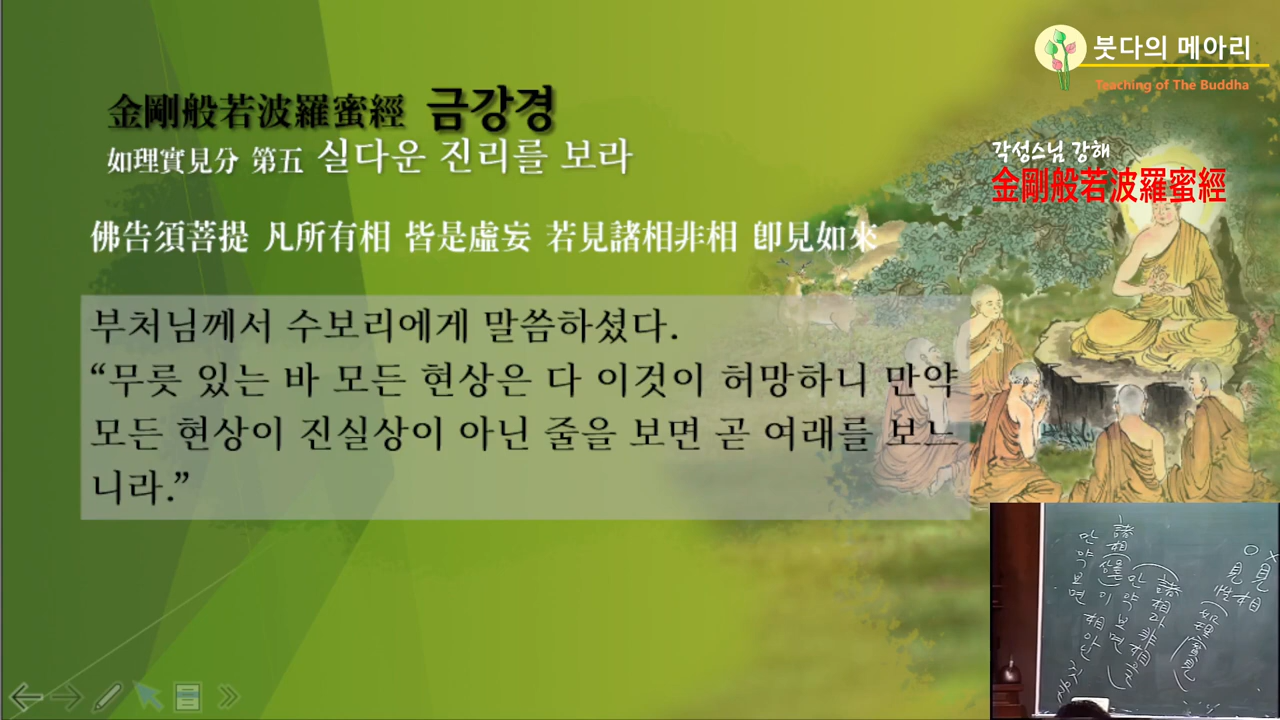 붓다의 메아리
Teaching of The Buddha
金剛般若波羅蜜經 금강경
如理實見分 第五 실다운 진리를 보라
각성스님 강해
金剛般若波羅蜜經
佛告須菩提 凡所有相 皆是虛妄 若見諸相非相 卽見如來
부처님께서 수보리에게 말씀하셨다.
“무릇 있는 바 모든 현상은 다 이것이 허망하니 만약
모든 현상이 진실상이 아닌 줄을 보면 곧 여래를 보느
니라.”